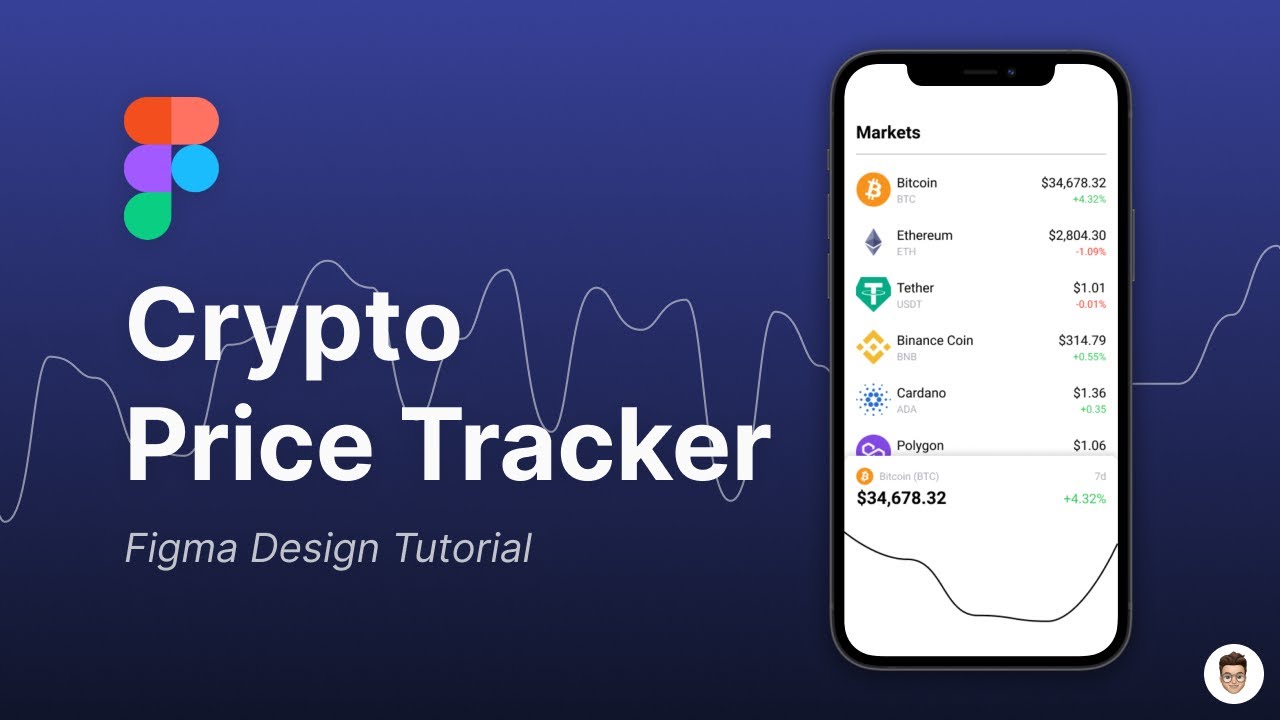 Crypto
Price Tracker
Figma Design Tutorial
Markets
Bitcoin $34,678.32
BTC +4.32%
Ethereum $2,804.30
ETH -1.09%
Tether $1.01
USDT -0.01%
Binance Coin $314.79
BNB +0.55%
Cardano $1.36
ADA +0.35
Polygon $1.06
Bitcoin (BTC) 7d
$34,678.32 +4.32%